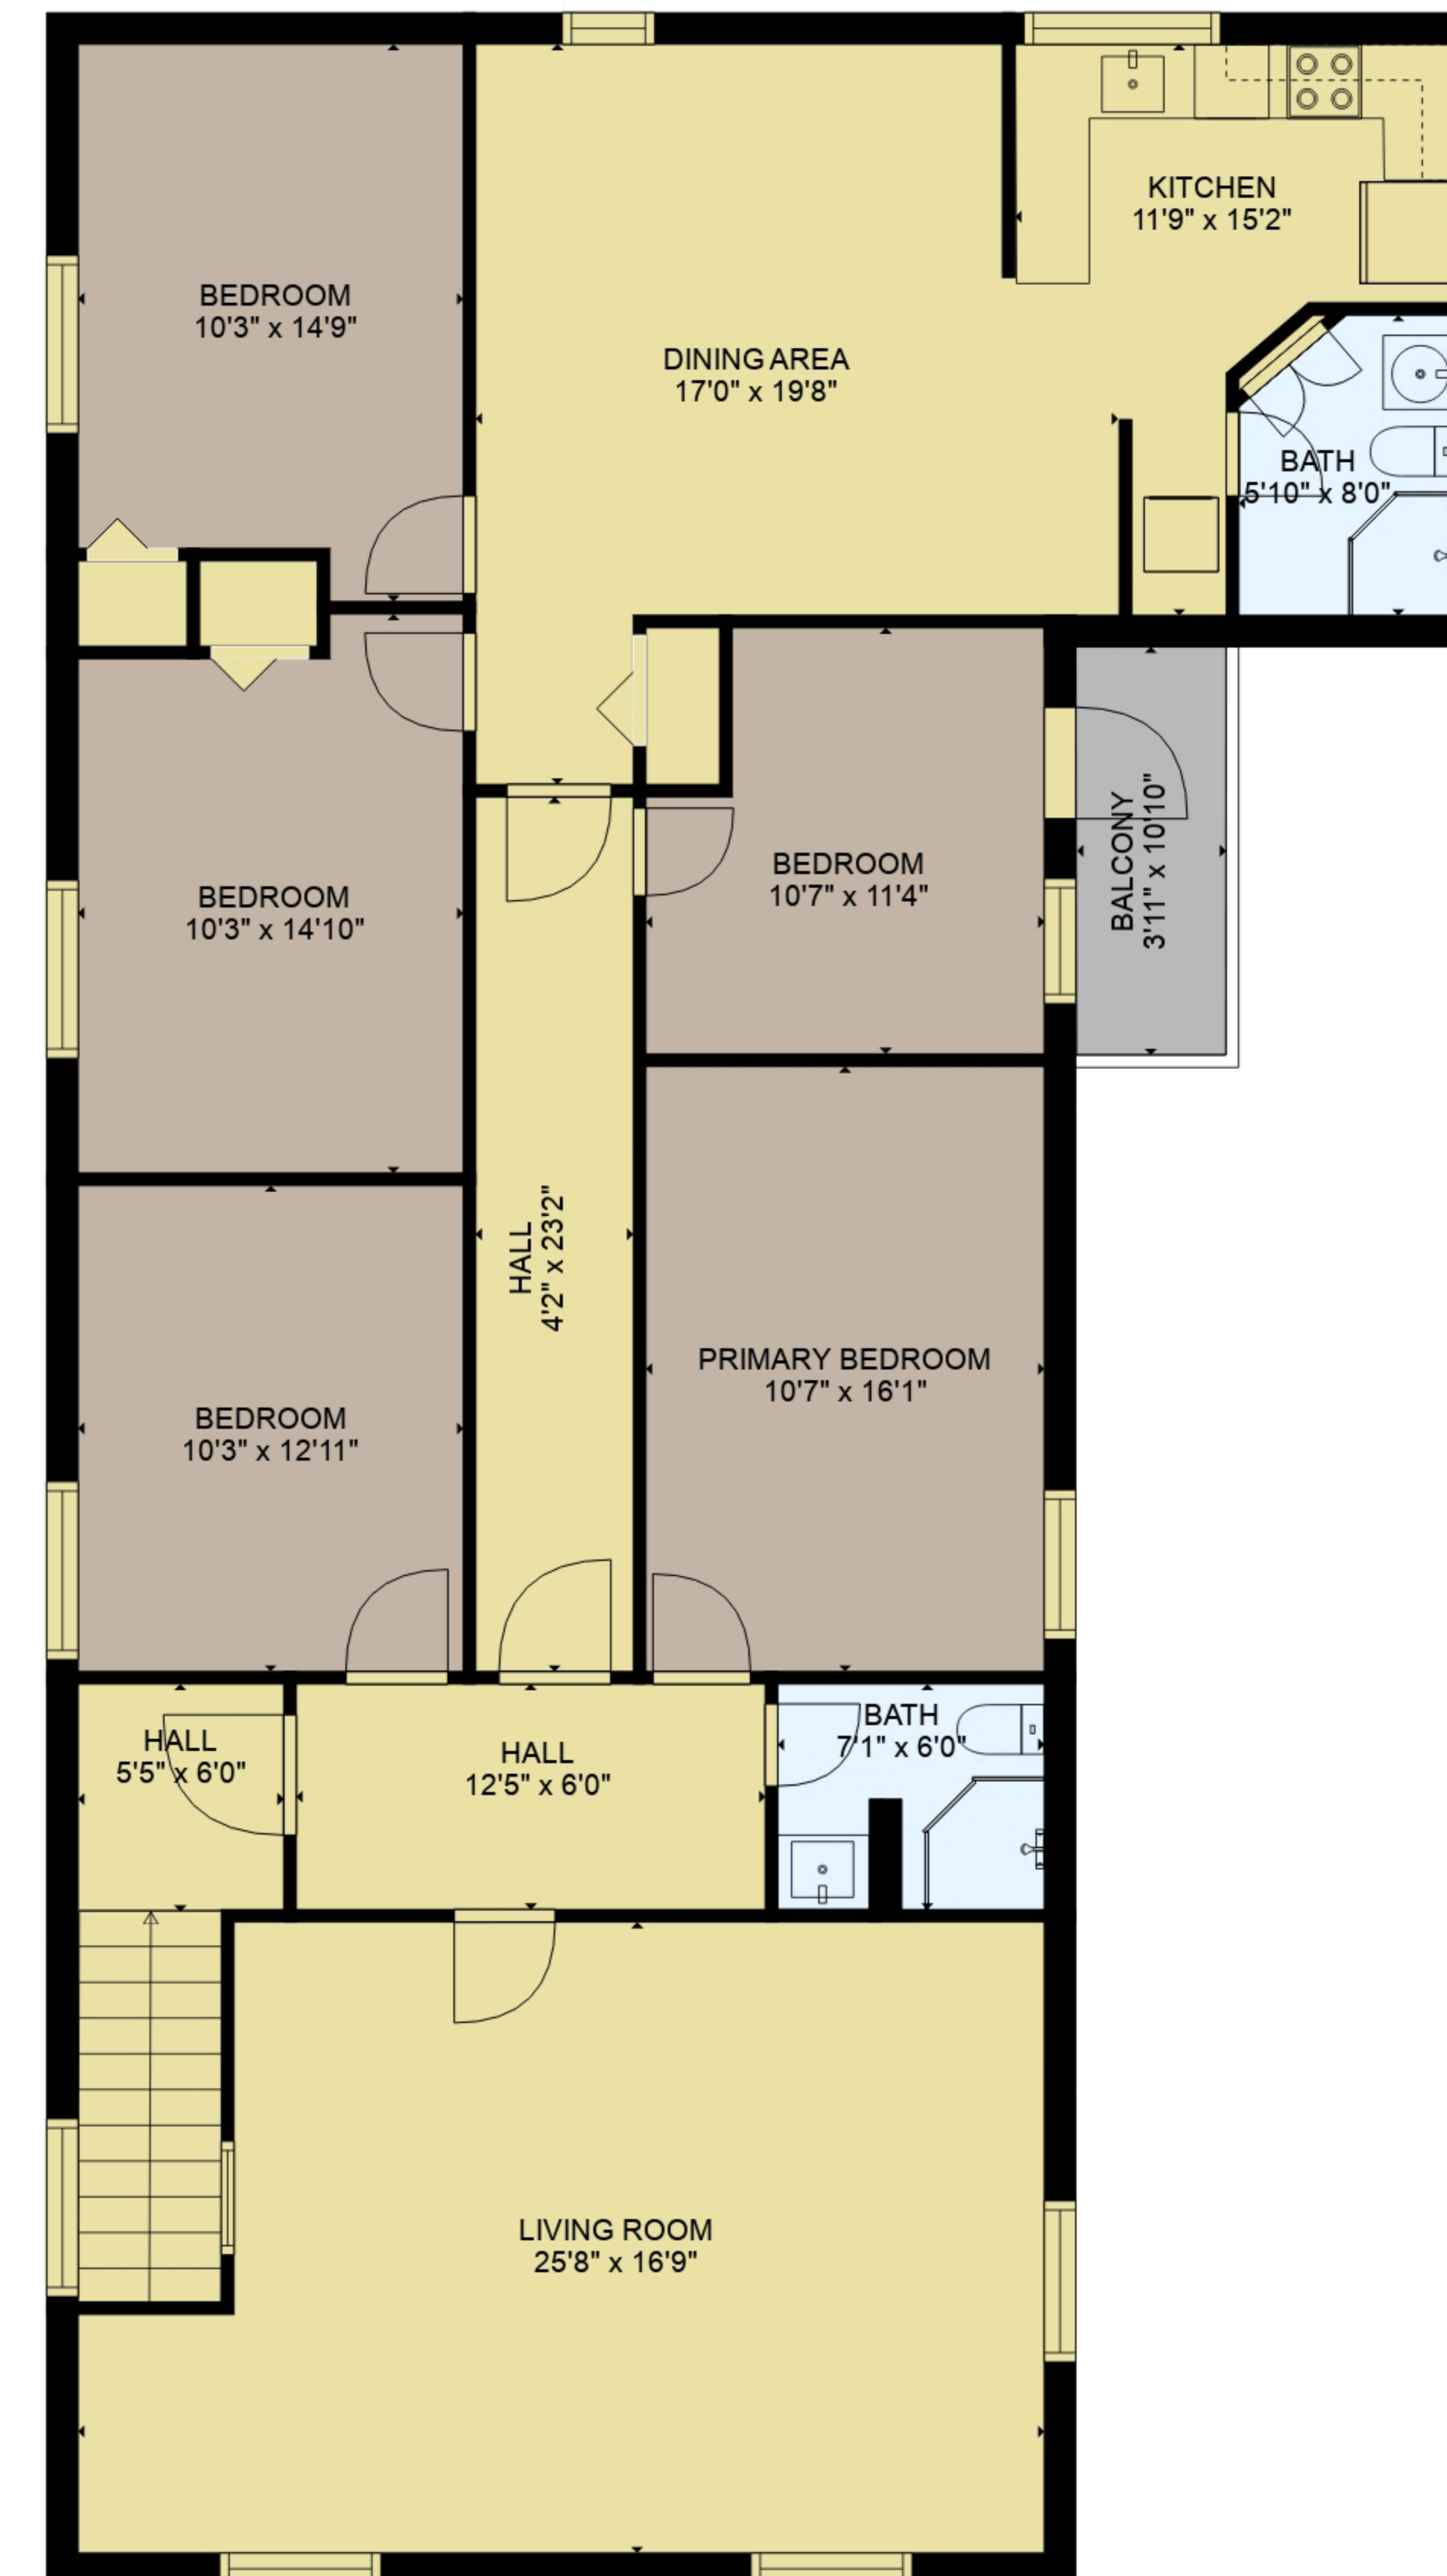 KITCHEN
11'9" x 15'2"
BEDROOM
10'3" x 14'9"
DINING AREA
17'0" x 19'8"
BATH
5'10" x 8'0"
BEDROOM
10'7" x 11'4"
BALCONY
3'11" x 10'10"
BEDROOM
10'3" x 14'10"
HALL
4'2" x 23'2"
PRIMARY BEDROOM
10'7" x 16'1"
BEDROOM
10'3" x 12'11"
HALL
5'5" x 6'0"
HALL
12'5" x 6'0"
BATH
7'1" x 6'0"
LIVING ROOM
25'8" x 16'9"